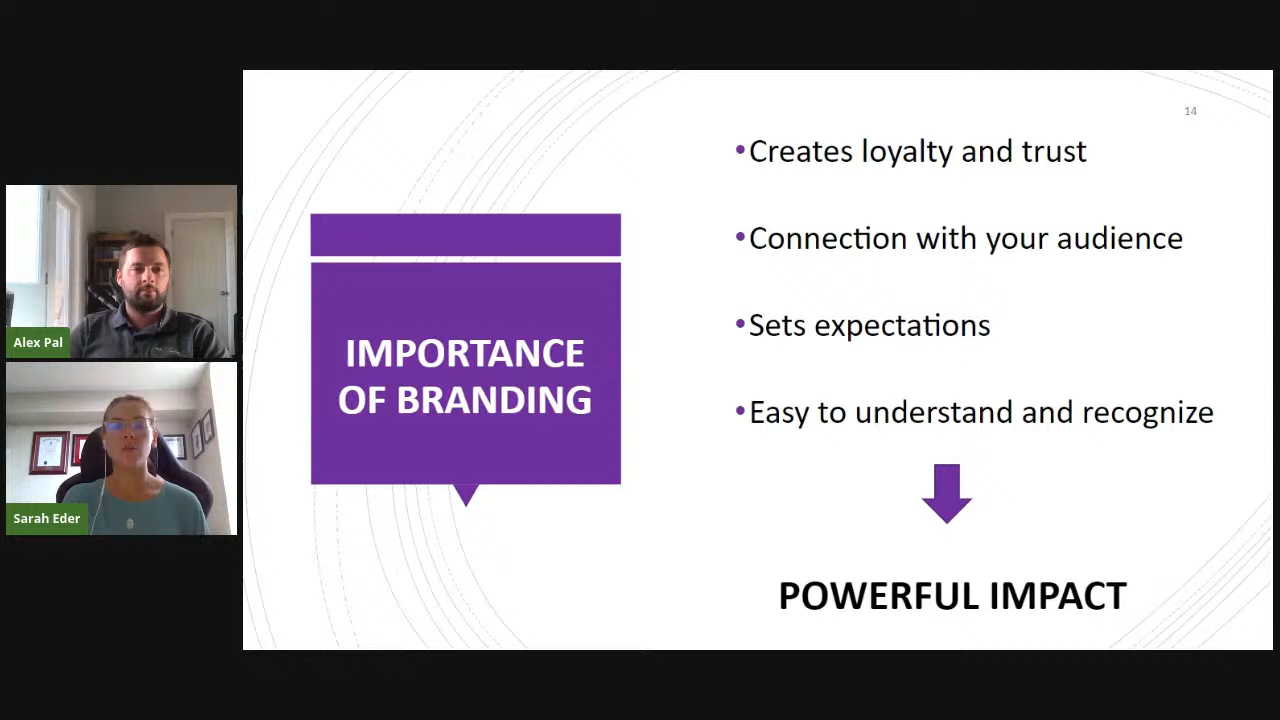 14
Alex Pal
Sarah Eder
IMPORTANCE
OF BRANDING
•Creates loyalty and trust
•Connection with your audience
•Sets expectations
•Easy to understand and recognize
POWERFUL IMPACT